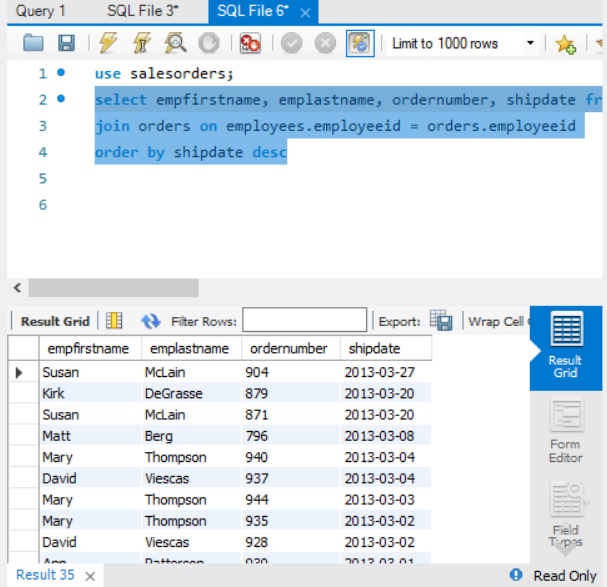 Query 1 SQL File 3* SQL File 6*
Limit to 1000 rows
1 use salesorders;
2 select empfirstname, emplastname, ordernumber, shipdate fr
3 join orders on employees.employeeid = orders.employeeid
4 order by shipdate desc
5
6
Result Grid Filter Rows: Export: Wrap Cell
empfirstname emplastname ordernumber shipdate
Susan McLain 904 2013-03-27
Kirk DeGrasse 879 2013-03-20
Susan McLain 871 2013-03-20
Matt Berg 796 2013-03-08
Mary Thompson 940 2013-03-04
David Viescas 937 2013-03-04
Mary Thompson 944 2013-03-03
Mary Thompson 935 2013-03-02
David Viescas 928 2013-03-02
Ann Patterson 2013-03-01
Result
Grid
Form
Editor
Field
Types
Result 35 Read Only